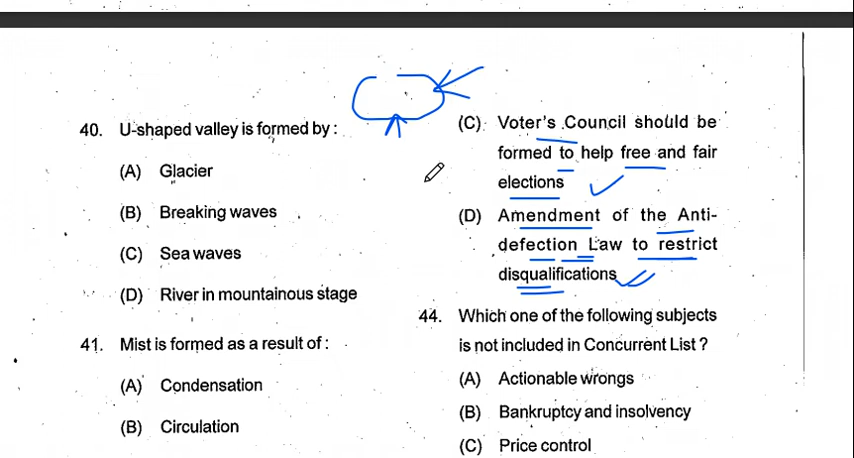 40. U-shaped valley is formed by :
(A) Glacier
(B) Breaking waves
(C) Sea waves
(D) River in mountainous stage
41. Mist is formed as a result of :
(A) Condensation
(B) Circulation
(C) Voter's Council should be
formed to help free and fair
elections
(D) Amendment of the Anti-
defection Law to restrict
disqualifications
44. Which one of the following subjects
is not included in Concurrent List ?
(A) Actionable wrongs
(B) Bankruptcy and insolvency
(C) Price control